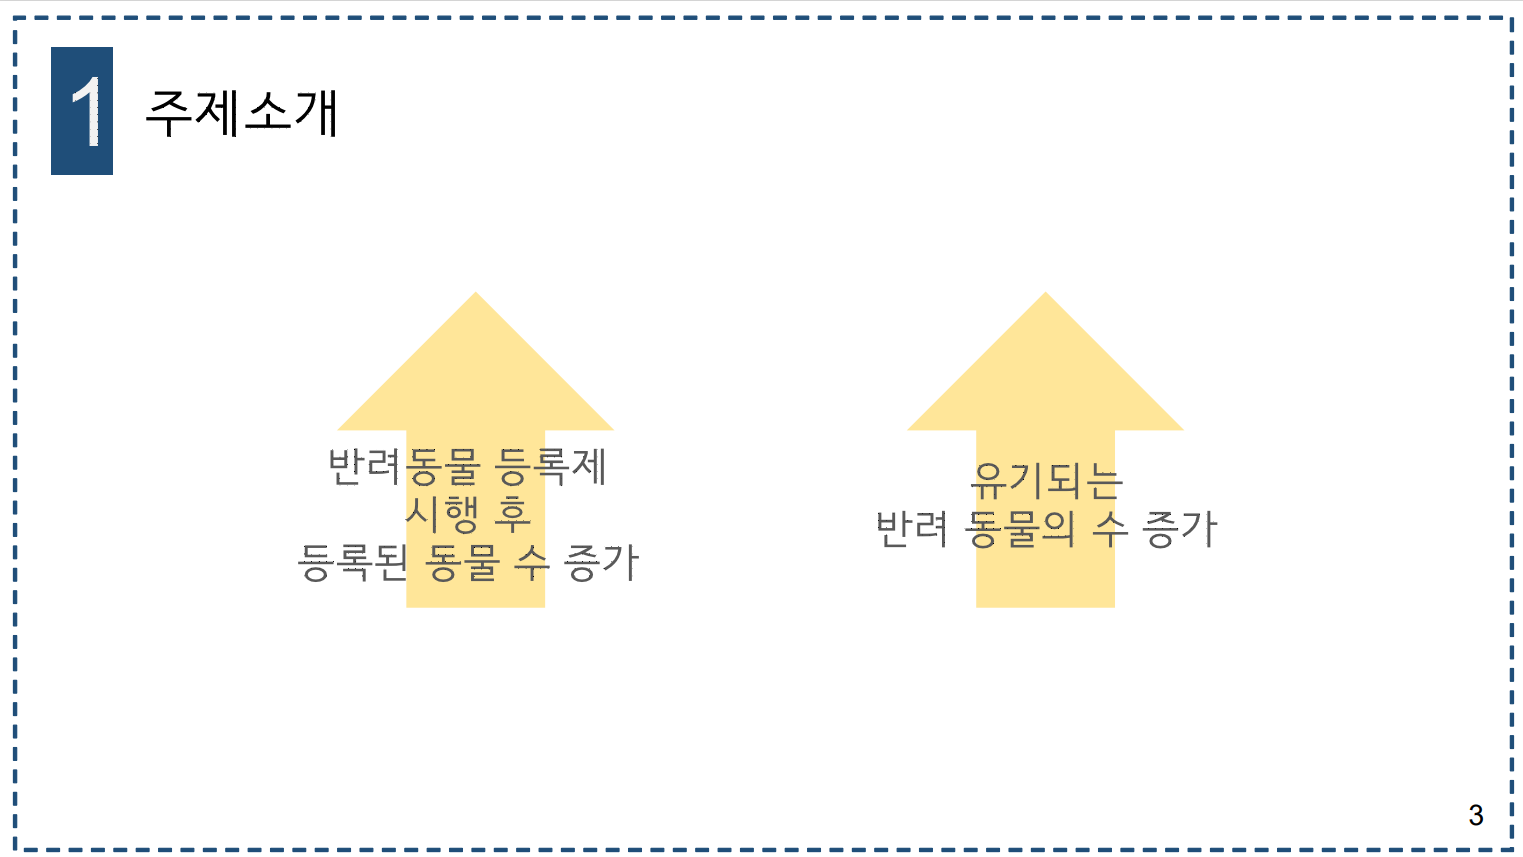 1
주제소개
반려동물 등록제
시행 후
등록된 동물 수 증가
유기되는
반려 동물의 수 증가
3